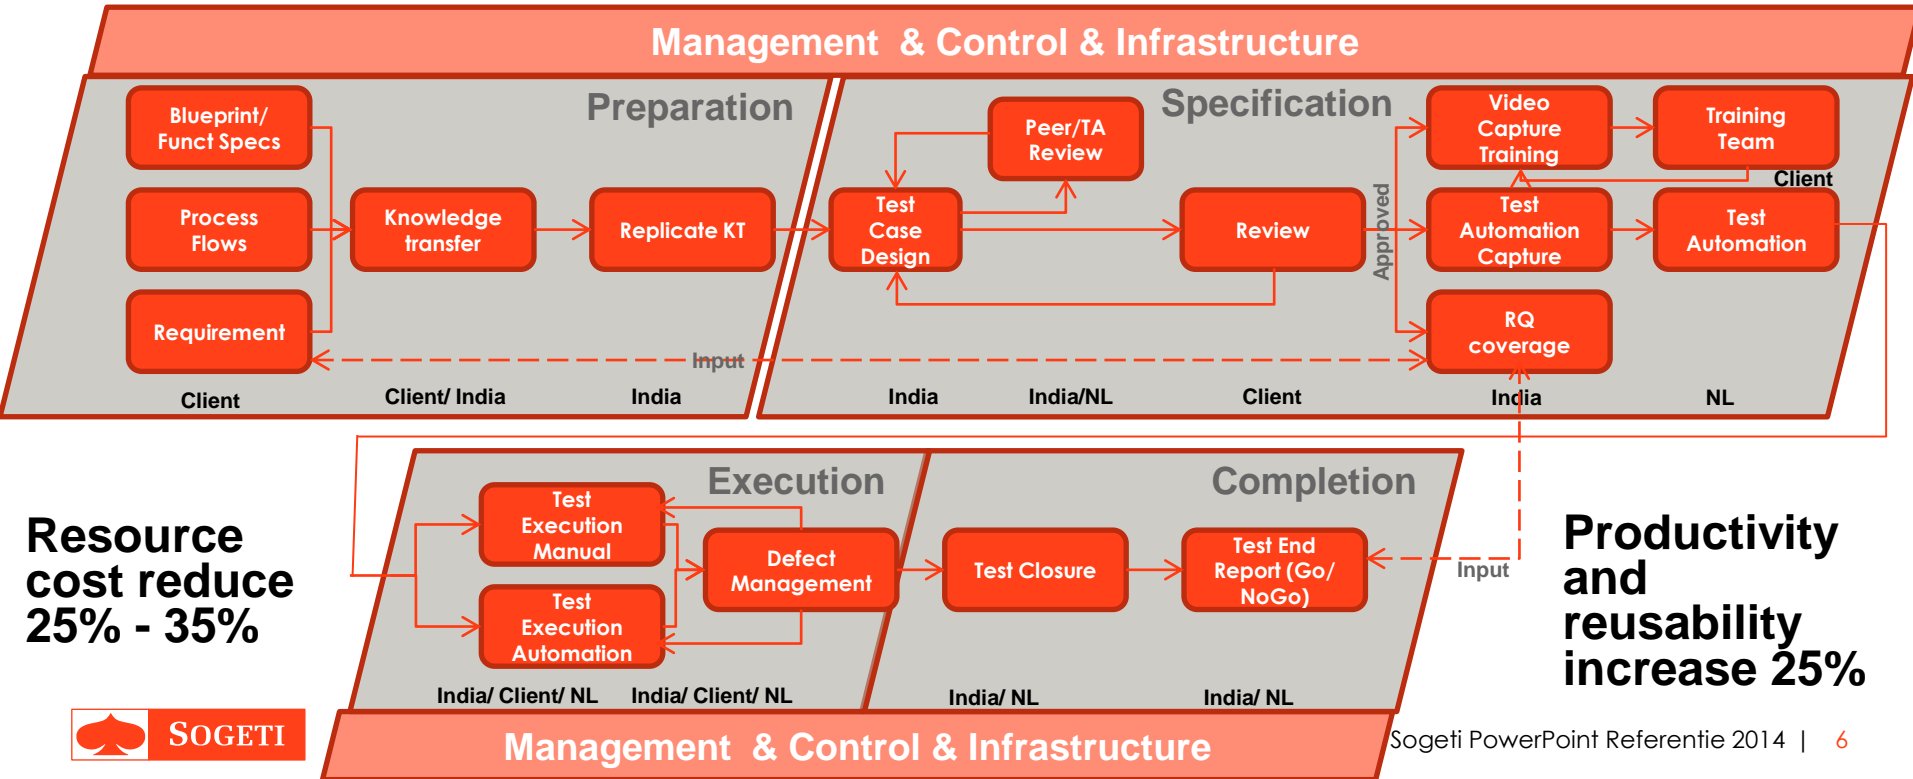 Management & Control & Infrastructure
Preparation
Blueprint/
Funct Specs
Process
Flows
Requirement
Knowledge
transfer
Replicate KT
Input
Client
Client/ India
India
Specification
Peer/TA
Review
Test
Case
Design
Review
Approved
Video
Capture
Training
Training
Team
Client
Test
Automation
Capture
Test
Automation
RQ
coverage
India
India/NL
Client
India
NL
Resource
cost reduce
25% - 35%
Execution
Test
Execution
Manual
Test
Execution
Automation
Defect
Management
India/ Client/ NL
India/ Client/ NL
Completion
Test Closure
Test End
Report (Go/
NoGo)
Input
India/ NL
India/ NL
Productivity
and
reusability
increase 25%
SOGETI
Management & Control & Infrastructure
Sogeti PowerPoint Referentie 2014 | 6